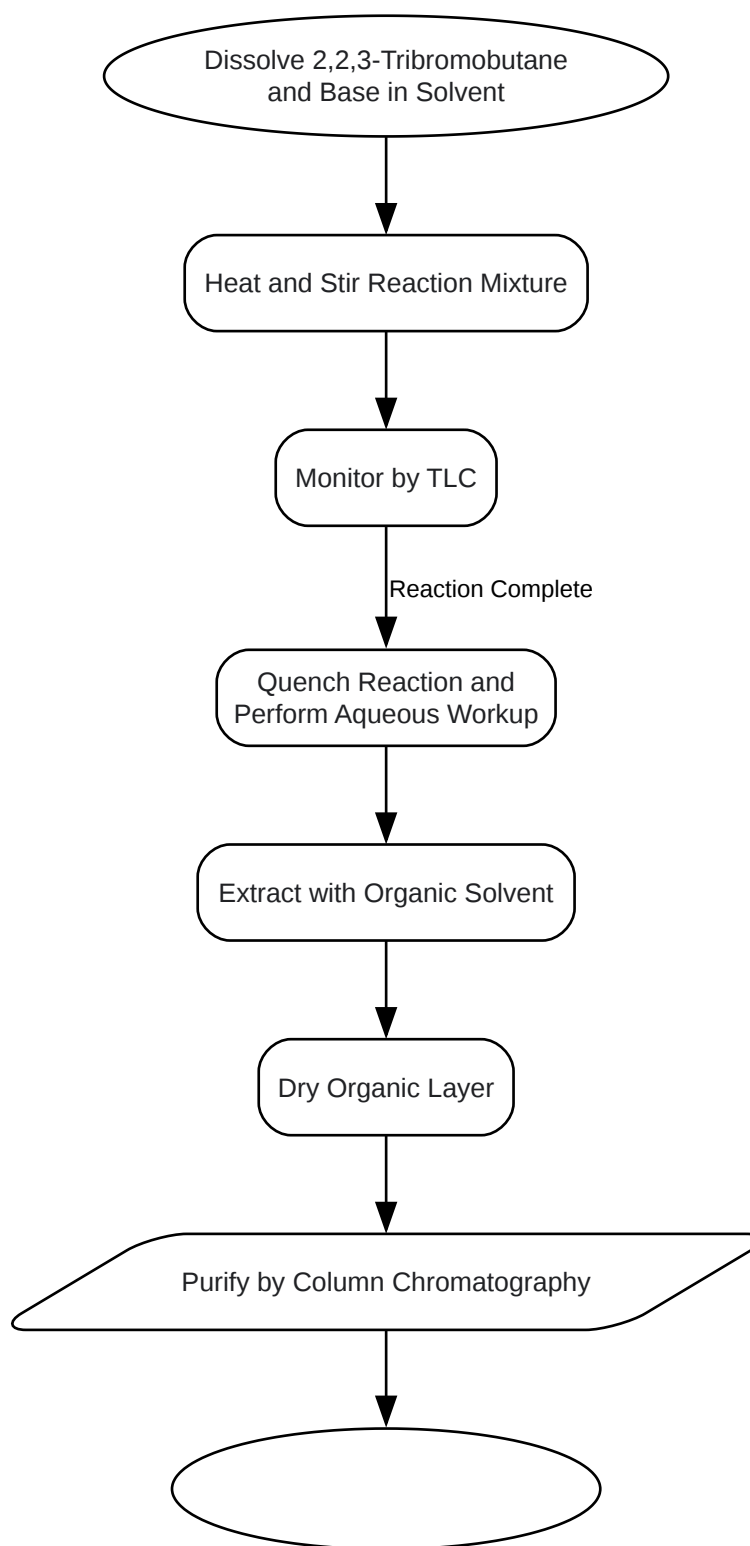 Dissolve 2,2,3-Tribromobutane
and Base in Solvent
Heat and Stir Reaction Mixture
Monitor by TLC
Reaction Complete
Quench Reaction and
Perform Aqueous Workup
Extract with Organic Solvent
Dry Organic Layer
Purify by Column Chromatography